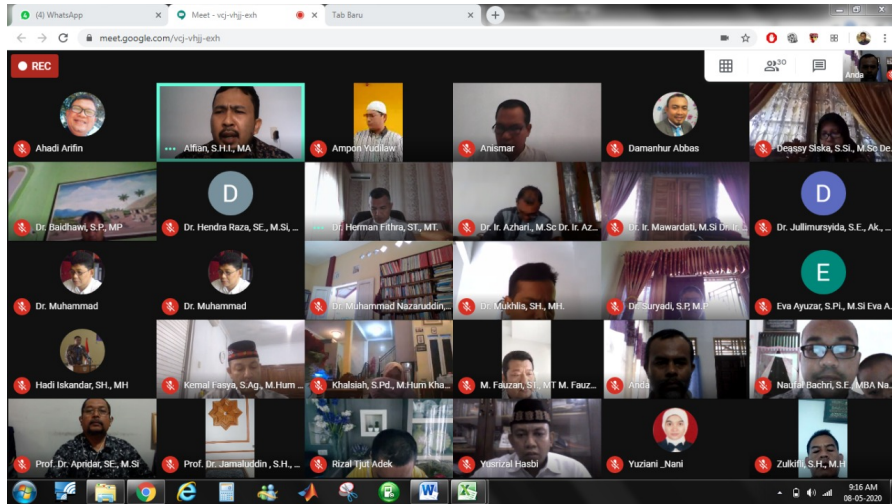 (4) WhatsApp
Meet - vcj-vhjj-exh
Tab Baru
meet.google.com/vcj-vhjj-exh
REC
30
Anda
Ahadi Arifin
Alfian, S.H.I., MA
Ampon Yudilaw
Anismar
Damanhur Abbas
Deassy Siska, S.Si., M.Sc De...
Dr. Baidhawi, S.P., MP
D
Dr. Hendra Raza, SE., M.Si, ...
Dr. Herman Fithra, ST., MT.
Dr. Ir. Azhari., M.Sc Dr. Ir. Az...
Dr. Ir. Mawardati, M.Si Dr. Ir...
D
Dr. Jullimursyida, S.E., Ak., ...
Dr. Muhammad
Dr. Muhammad
Dr. Muhammad Nazaruddin,...
Dr. Mukhlis, SH., MH.
Dr. Suryadi, S.P, M.P
E
Eva Ayuzar, S.Pi., M.Si Eva A...
Hadi Iskandar, SH., MH
Kemal Fasya, S.Ag., M.Hum ...
Khalsiah, S.Pd., M.Hum Kha...
M. Fauzan, ST., MT M. Fauz...
Anda
Naufal Bachri, S.E., MBA Na...
Prof. Dr. Apridar, SE., M.Si
Prof. Dr. Jamaluddin , S.H., ...
Rizal Tjut Adek
Yusrizal Hasbi
Yuziani _Nani
Zulkifli, S.H., M.H
9:16 AM
08-05-2020